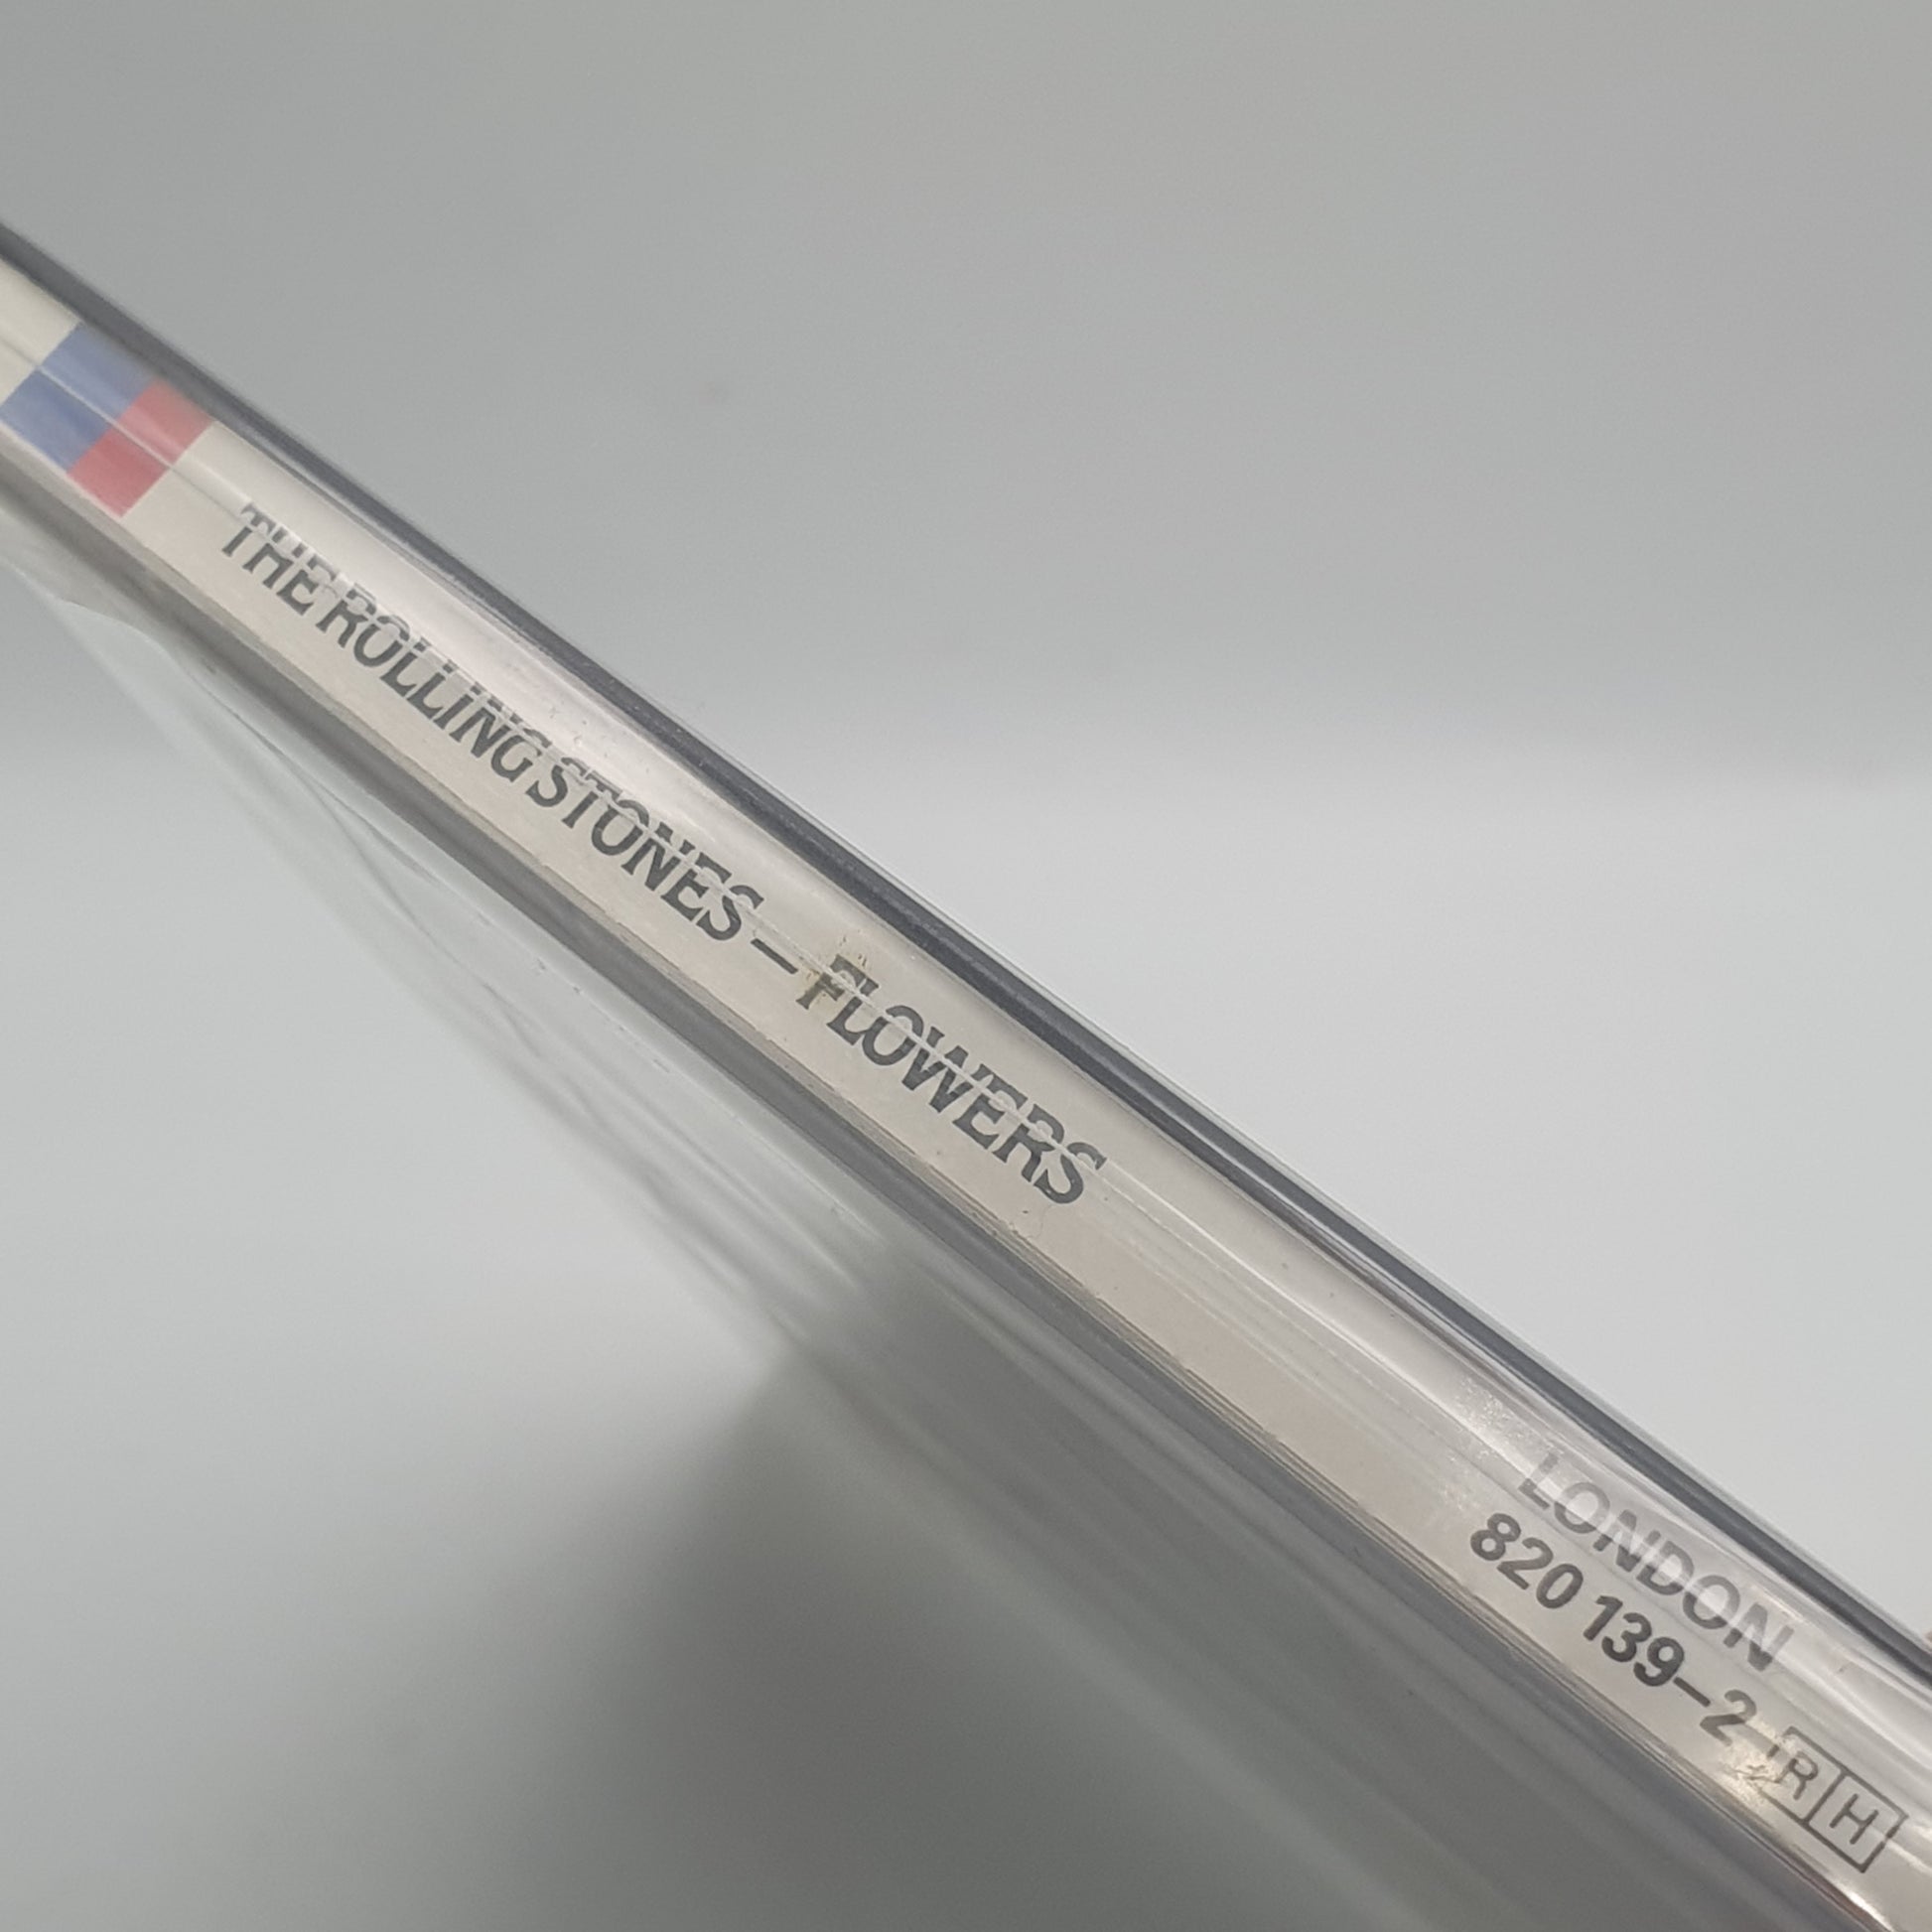 THE ROLLING STONES – FLOWERS
LONDON
820 139–2 R H